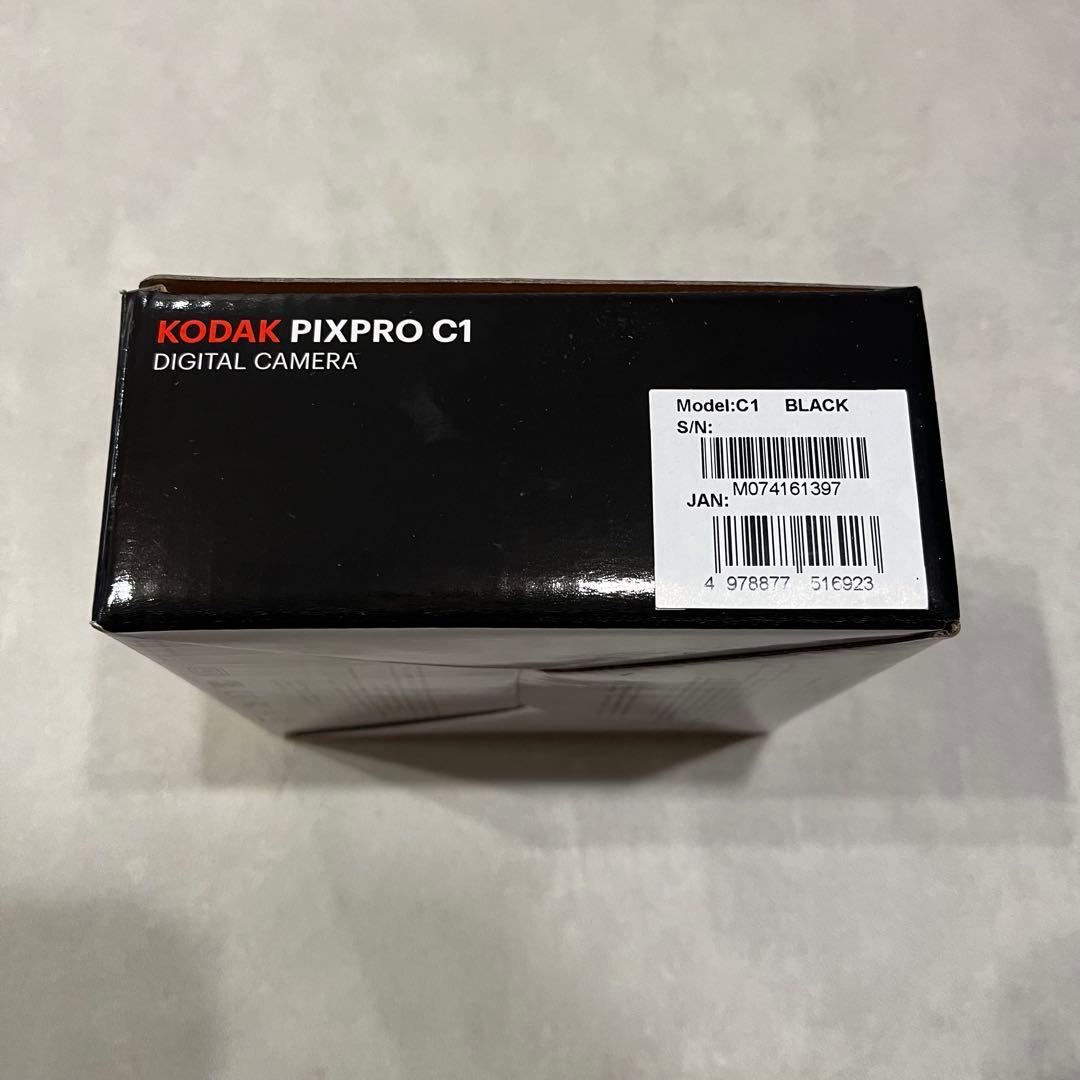 KODAK PIXPRO C1
DIGITAL CAMERA
Model:C1 BLACK
S/N:
M074161397
JAN:
4 978877 516923